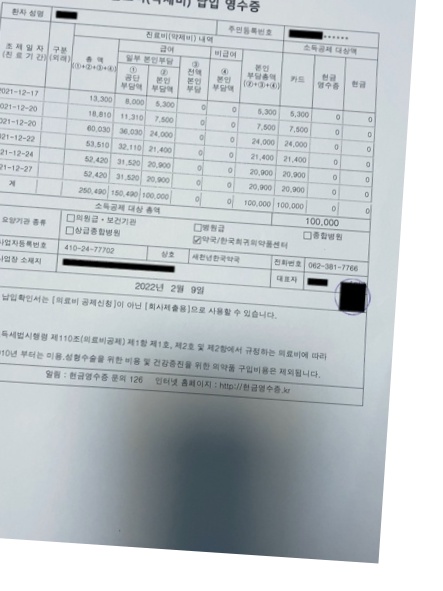 (약제비) 납입 영수증
환자 성명
주민등록번호 ******
진료비(약제비) 내역 소득공제 대상액
조제일자 (진료기간)
구분 (외래)
총액 (①+②+③+④)
급여 비급여
일부 본인부담
① 공단 부담액
② 본인 부담액
③ 전액 본인 부담
④ 본인 부담액
본인 부담총액 (②+③+④)
카드
현금 영수증
현금
2021-12-17 13,300 8,000 5,300 0 0 5,300 5,300 0 0
2021-12-20 18,810 11,310 7,500 0 0 7,500 7,500 0 0
2021-12-20 60,030 36,030 24,000 0 0 24,000 24,000 0 0
2021-12-22 53,510 32,110 21,400 0 0 21,400 21,400 0 0
2021-12-24 52,420 31,520 20,900 0 0 20,900 20,900 0 0
2021-12-27 52,420 31,520 20,900 0 0 20,900 20,900 0 0
계 250,490 150,490 100,000 0 0 100,000 100,000 0 0
소득공제 대상 총액 100,000
요양기관 종류
□의원급·보건기관 □병원급 □종합병원
□상급종합병원 ☑약국/한국희귀의약품센터
사업자등록번호 410-24-77702 상호 새천년한국약국 전화번호 062-381-7766
사업장 소재지 대표자
2022년 2월 9일
납입확인서는 [의료비 공제신청]이 아닌 [회사제출용]으로 사용할 수 있습니다.
득세법시행령 제110조(의료비공제) 제1항 제1호, 제2호 및 제2항에서 규정하는 의료비에 따라
010년 부터는 미용,성형수술을 위한 비용 및 건강증진을 위한 의약품 구입비용은 제외됩니다.
알림 : 현금영수증 문의 126 인터넷 홈페이지 : http://현금영수증.kr